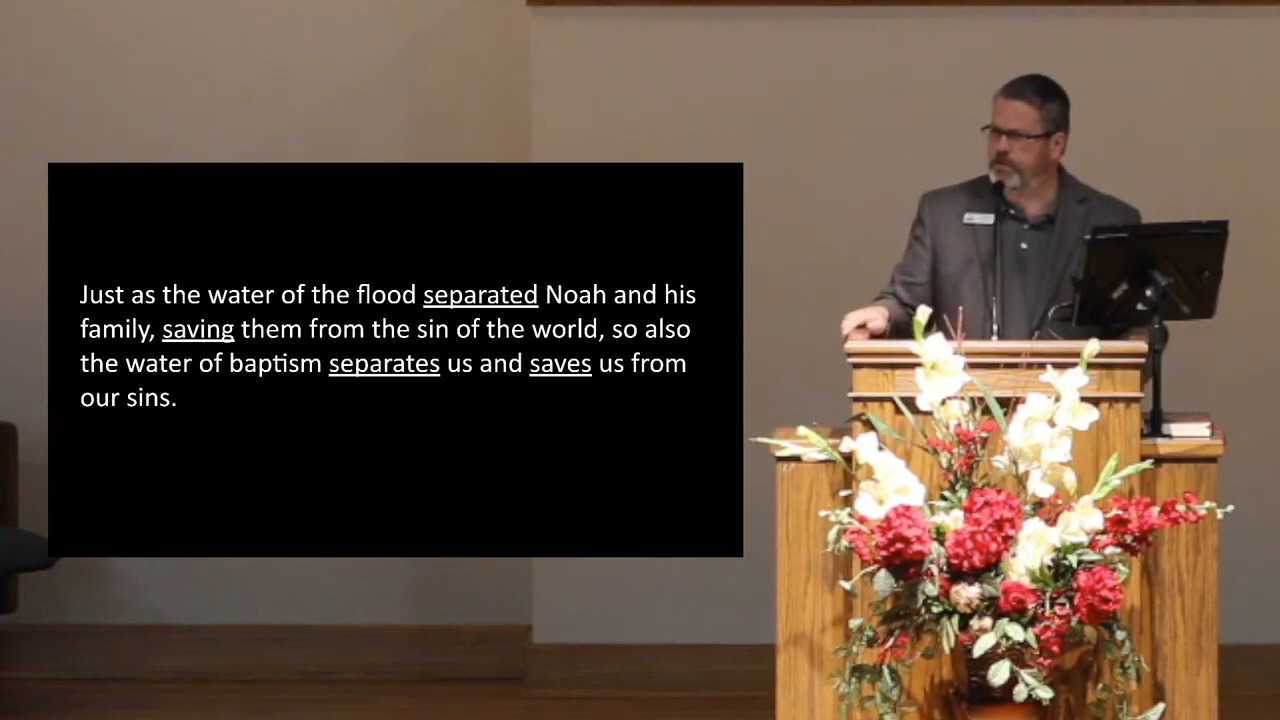 Just as the water of the flood separated Noah and his
family, saving them from the sin of the world, so also
the water of baptism separates us and saves us from
our sins.